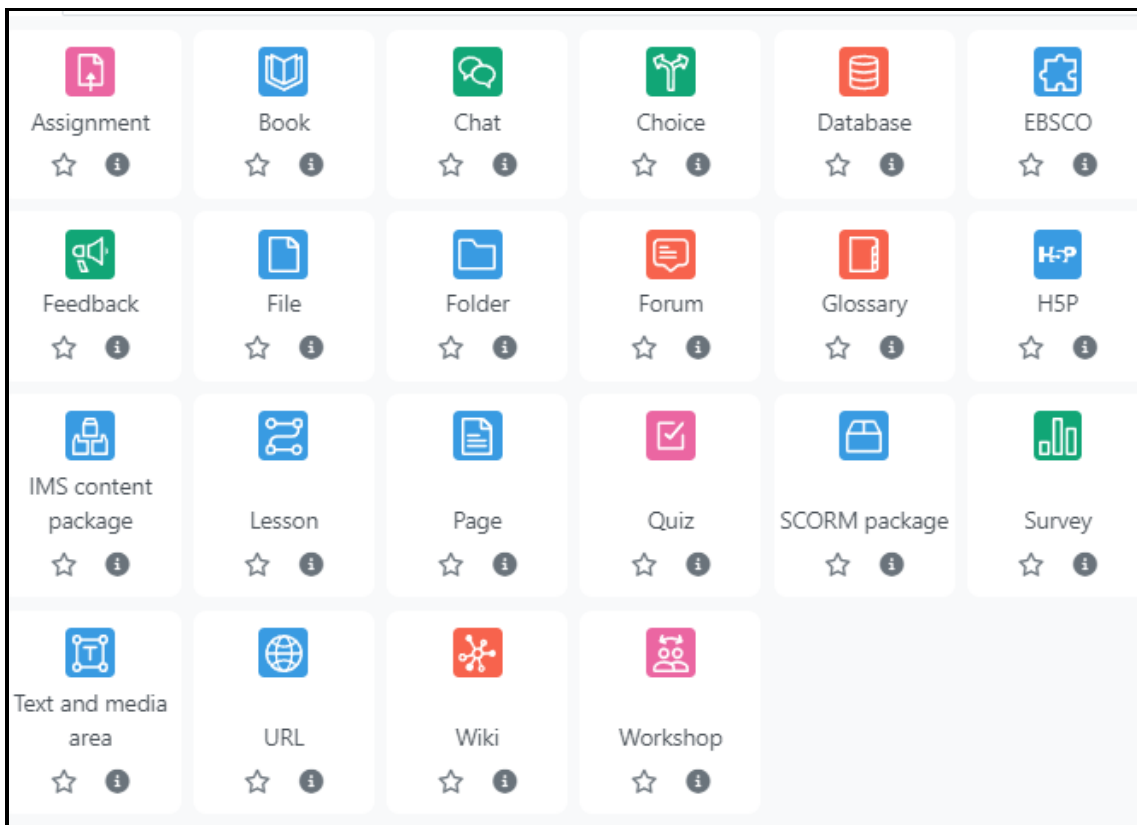 Assignment
Book
Chat
Choice
Database
EBSCO
Feedback
File
Folder
Forum
Glossary
H5P
H5P
IMS content
package
Lesson
Page
Quiz
SCORM package
Survey
T
Text and media
area
URL
Wiki
Workshop